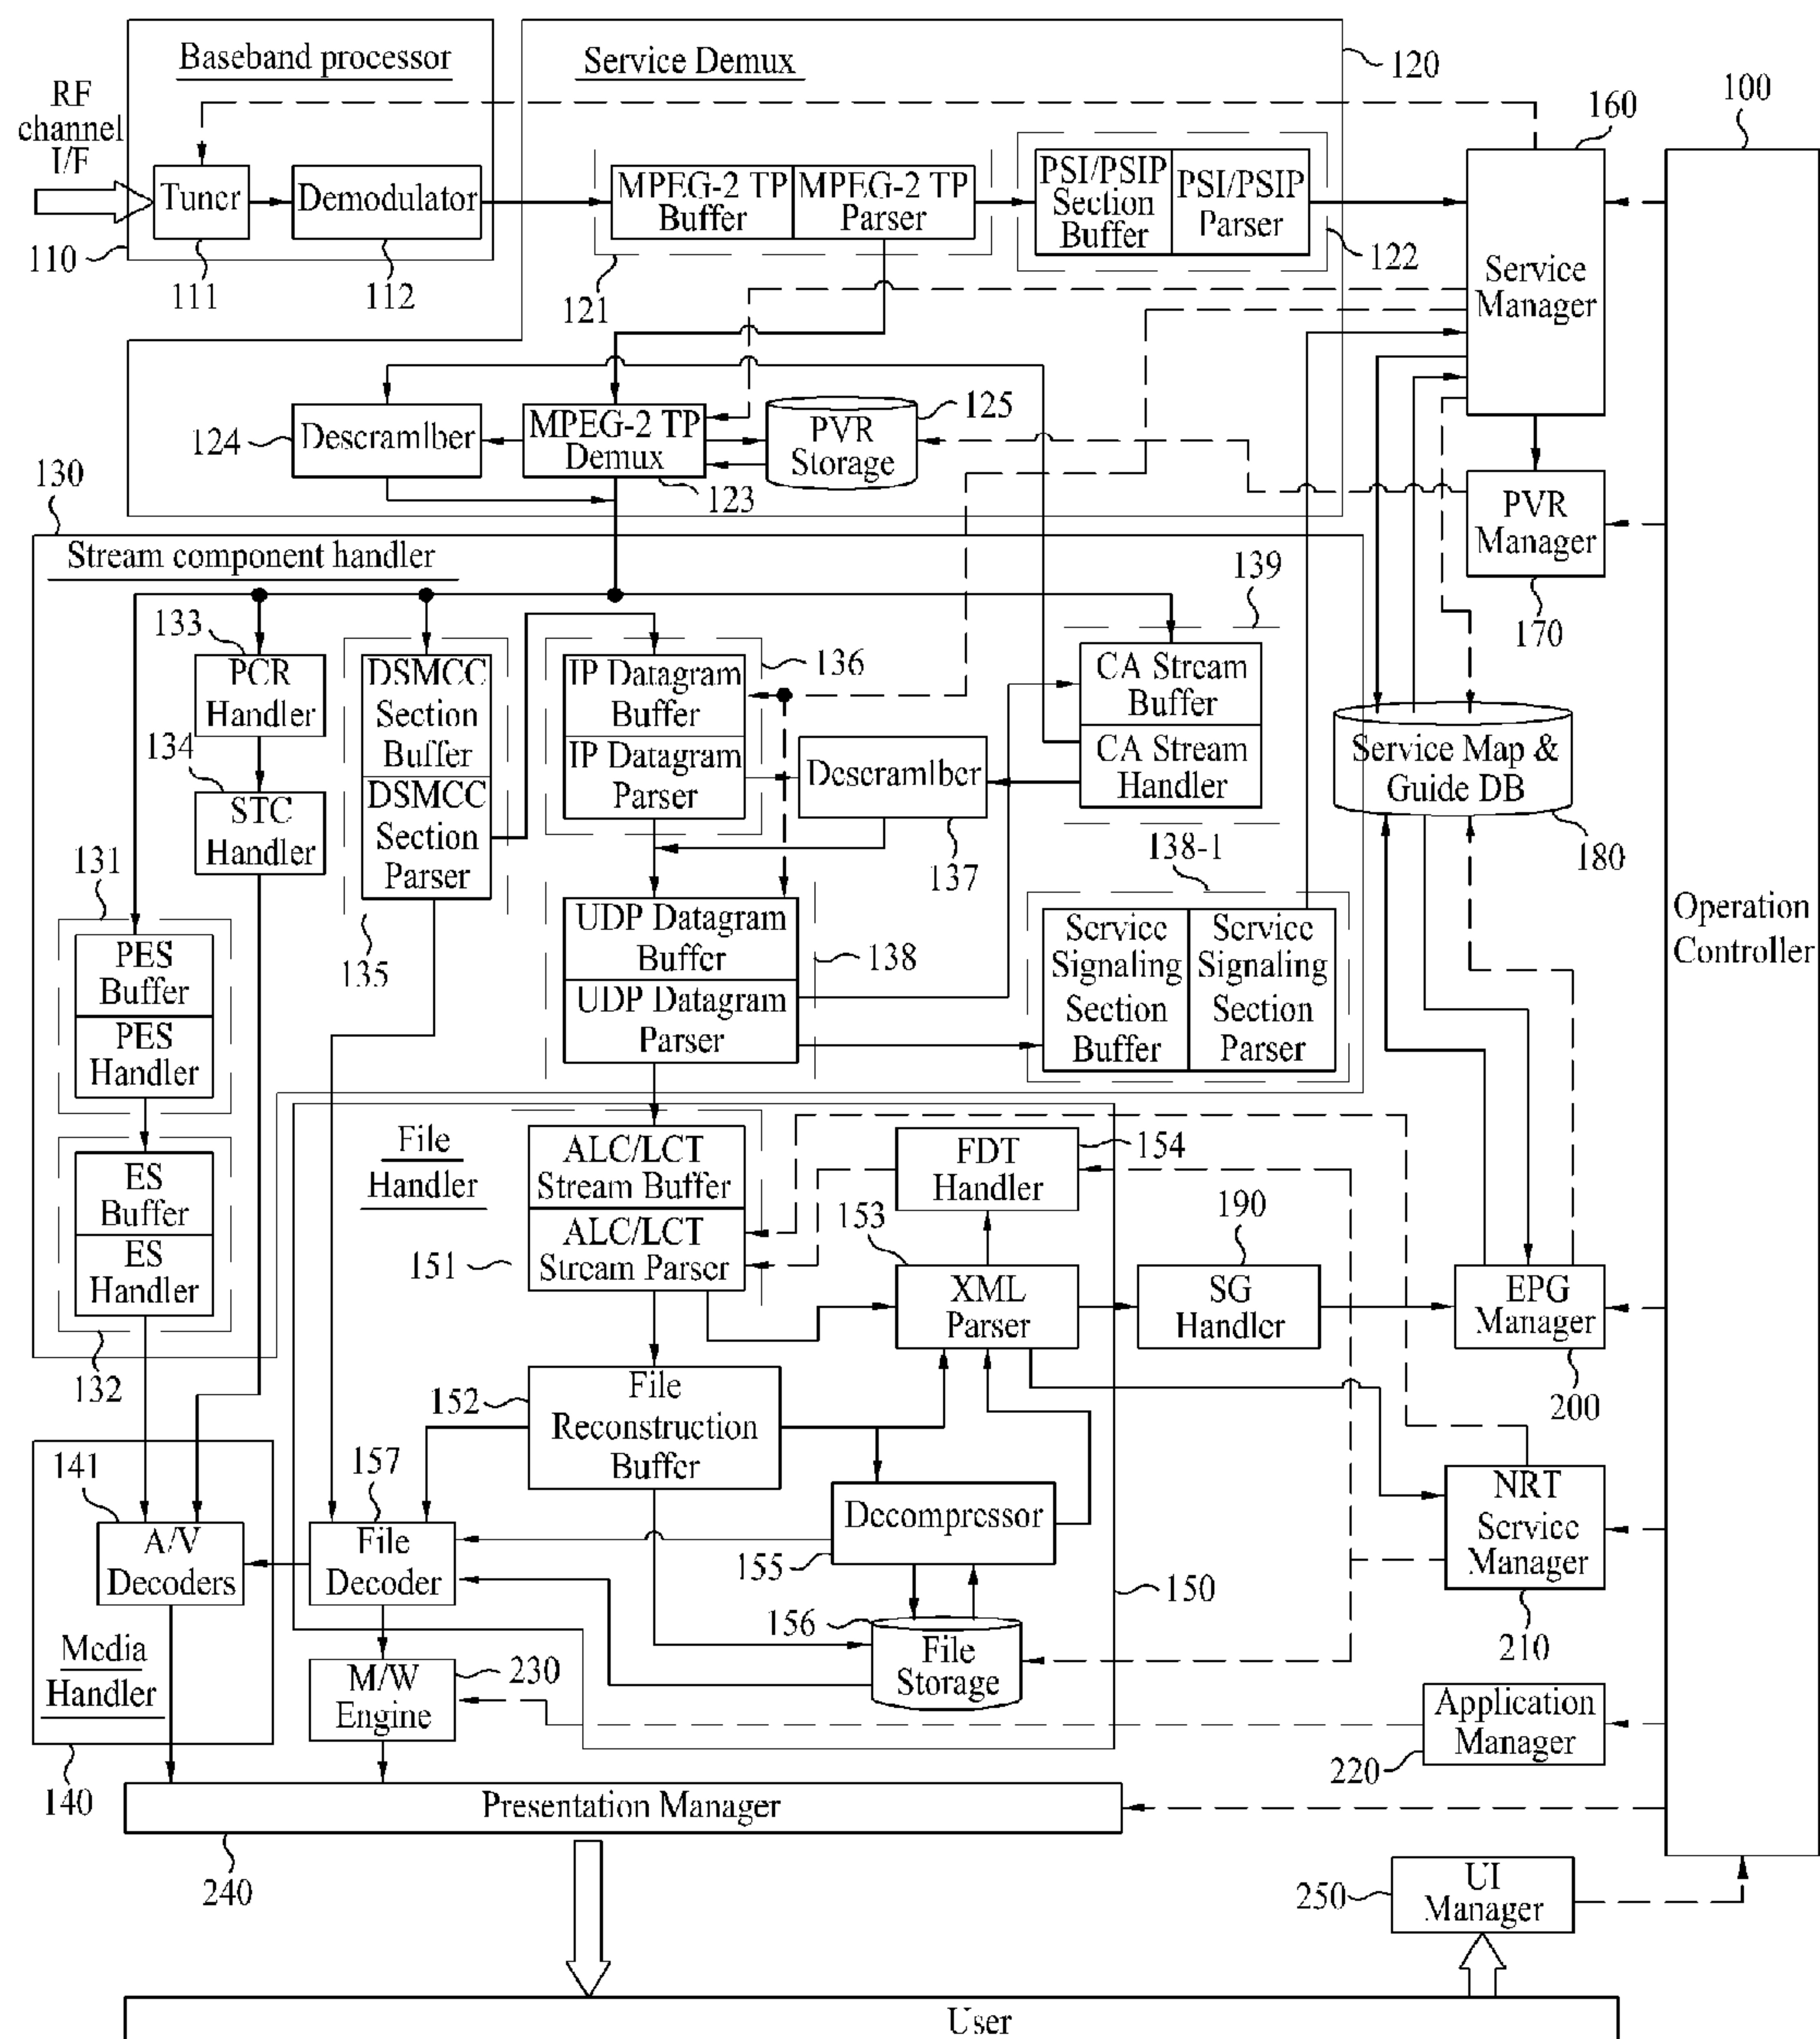 Baseband processor
Service Demux
120
RF
channel
I/F
100
160
Tuner
Demodulator
MPEG-2 TP
Buffer
MPEG-2 TP
Parser
PSI/PSIP
Section
Buffer
PSI/PSIP
Parser
110
111
112
121
122
Service
Manager
124
Descramlber
MPEG-2 TP
Demux
123
PVR
Storage
125
130
Stream component handler
PVR
Manager
170
139
133
PCR
Handler
134
STC
Handler
DSMCC
Section
Buffer
DSMCC
Section
Parser
135
IP Datagram
Buffer
IP Datagram
Parser
136
Descramlber
137
CA Stream
Buffer
CA Stream
Handler
Service Map &
Guide DB
180
Operation
Controller
131
PES
Buffer
PES
Handler
UDP Datagram
Buffer
UDP Datagram
Parser
138
138-1
Service
Signaling
Section
Buffer
Service
Signaling
Section
Parser
ES
Buffer
ES
Handler
132
File
Handler
ALC/LCT
Stream Buffer
ALC/LCT
Stream Parser
151
FDT
Handler
154
153
XML
Parser
190
SG
Handler
EPG
Manager
200
152
File
Reconstruction
Buffer
141
A/V
Decoders
157
File
Decoder
Decompressor
155
150
NRT
Service
Manager
210
156
File
Storage
Media
Handler
140
M/W
Engine
230
Application
Manager
220
Presentation Manager
240
250
UI
Manager
User